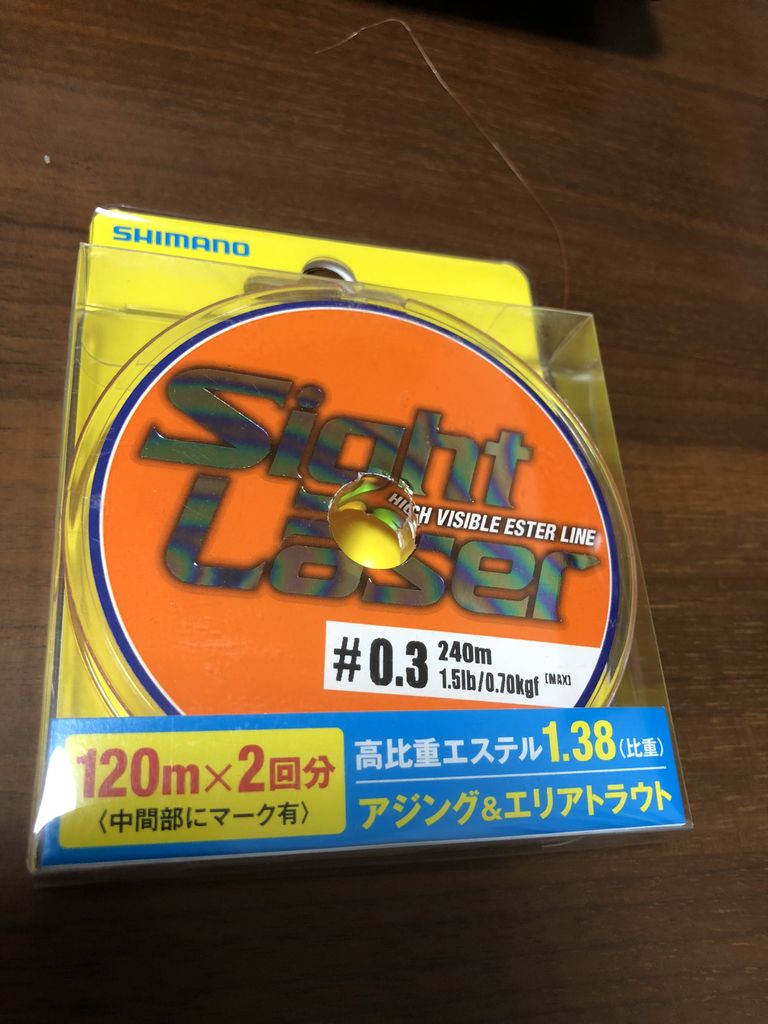 SHIMANO
Sight
HIGH VISIBLE ESTER LINE
Laser
#0.3
240m
1.5lb/0.70kgf [MAX]
120m×2回分
〈中間部にマーク有〉
高比重エステル1.38(比重)
アジング&エリアトラウト